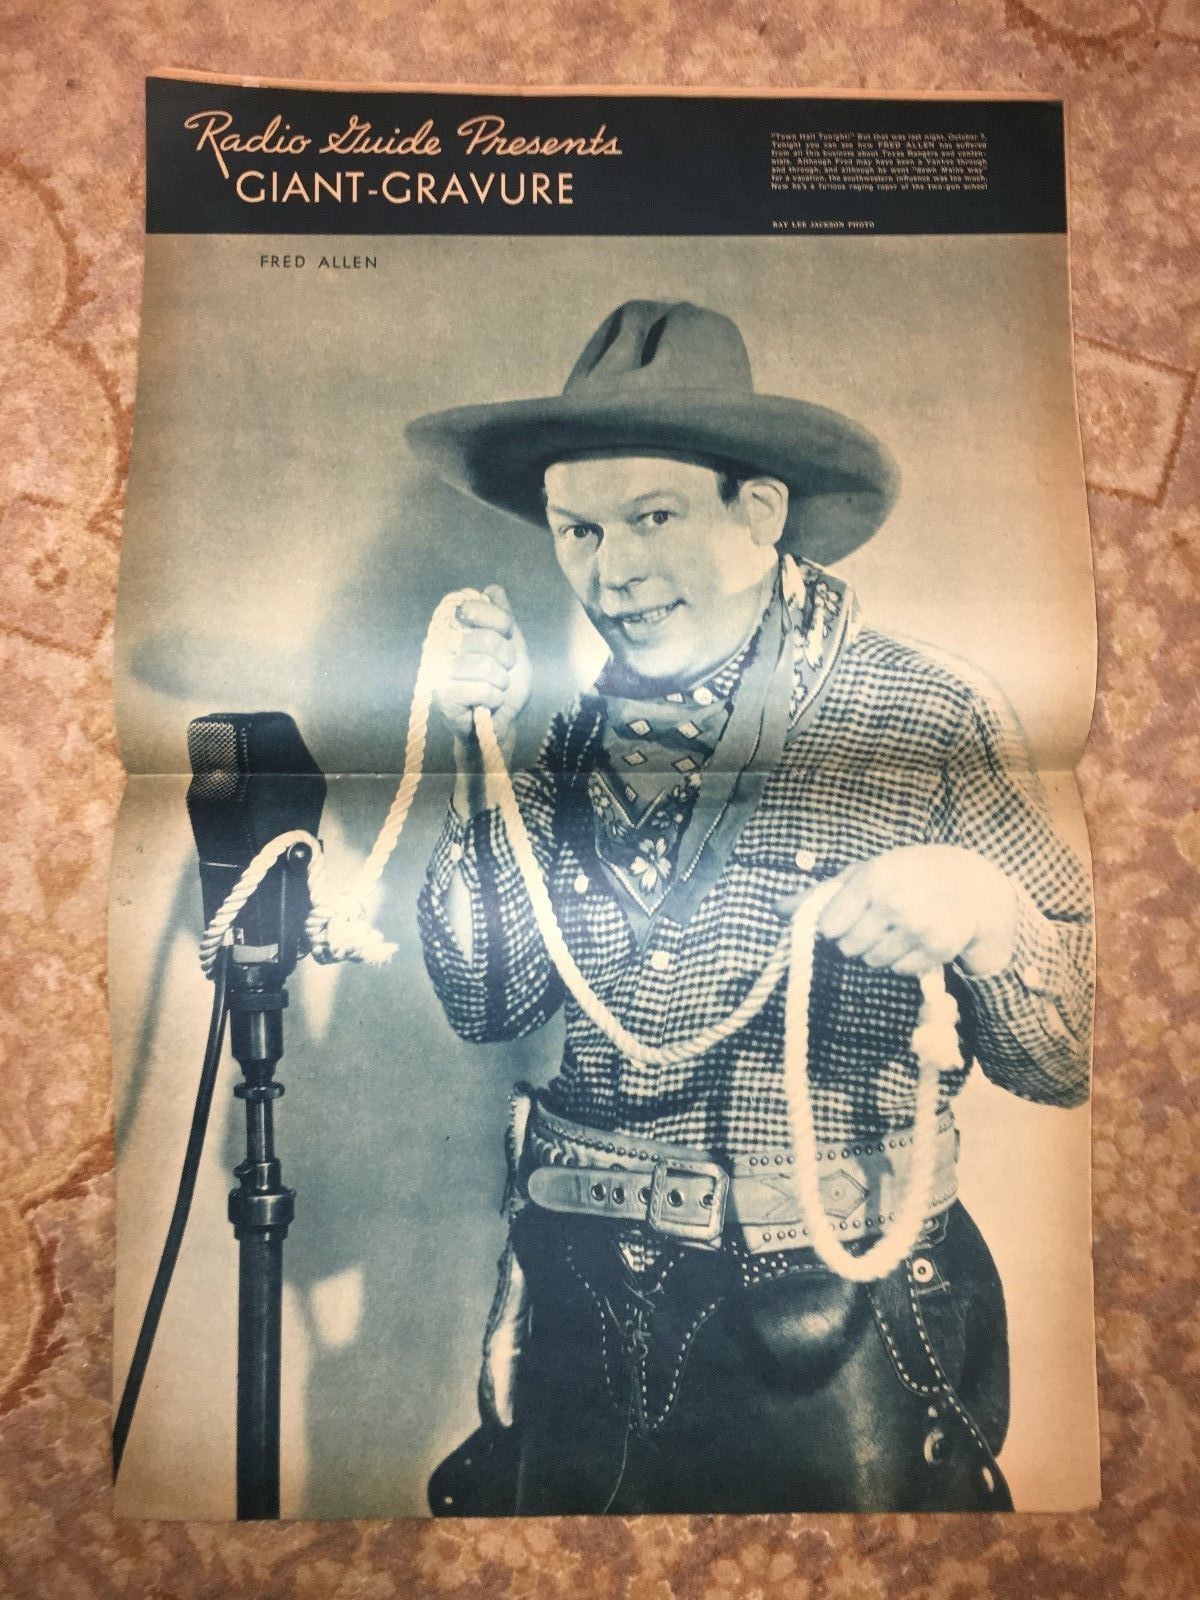 Radio Guide Presents
GIANT-GRAVURE
"Town Hall Tonight!" But that was last night, October 7.
Tonight you can see how FRED ALLEN has suffered
from all this business about Texas Rangers and centen-
nials. Although Fred may have been a Yankee through
and through, and although he went "down Maine way"
for a vacation, the southwestern influence was too much.
Now he's a furious raging roper of the two-gun school
RAY LEE JACKSON PHOTO
FRED ALLEN